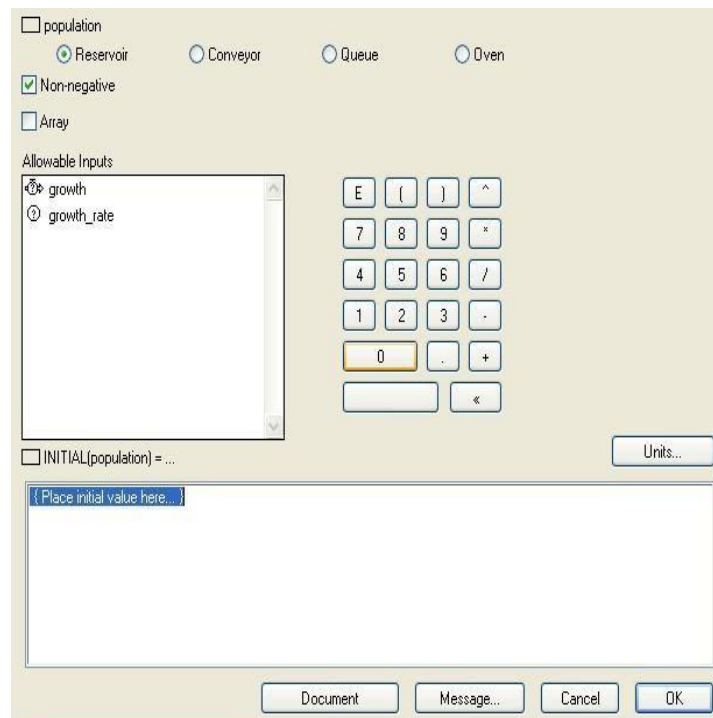 population
Reservoir Conveyor Queue Oven
Non-negative
Array
Allowable Inputs
growth
growth_rate
E ( ) ^
7 8 9 *
4 5 6 /
1 2 3 -
0 . +
«
INITIAL(population) = ...
Units...
{ Place initial value here... }
Document Message... Cancel OK